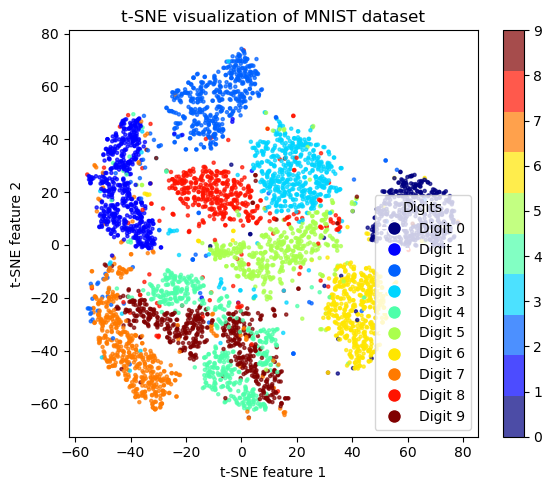 t-SNE visualization of MNIST dataset
80
60
40
20
0
−20
−40
−60
t-SNE feature 2
−60
−40
−20
0
20
40
60
80
t-SNE feature 1
Digits
Digit 0
Digit 1
Digit 2
Digit 3
Digit 4
Digit 5
Digit 6
Digit 7
Digit 8
Digit 9
9
8
7
6
5
4
3
2
1
0